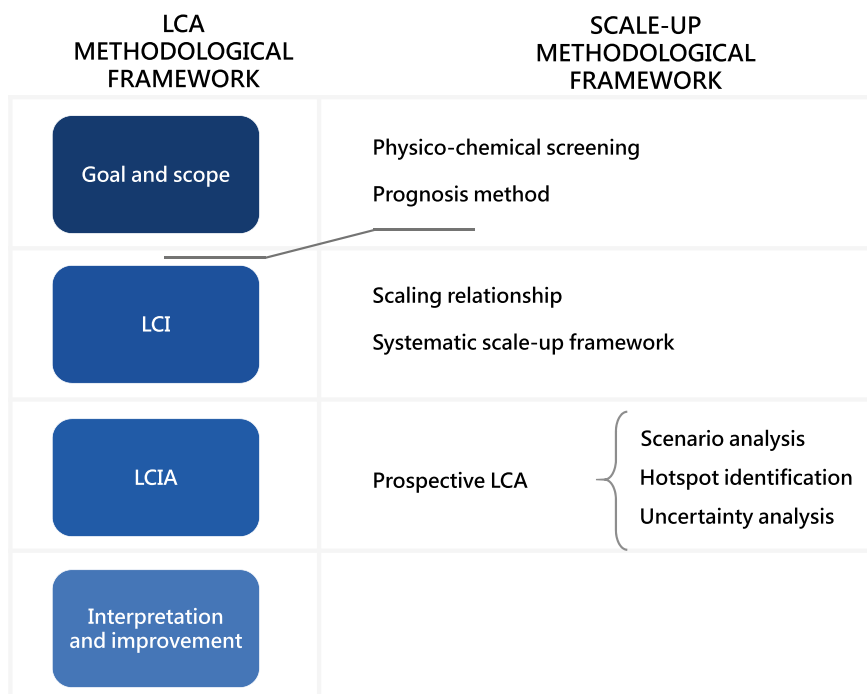 LCA
METHODOLOGICAL
FRAMEWORK
SCALE-UP
METHODOLOGICAL
FRAMEWORK
Goal and scope
Physico-chemical screening
Prognosis method
LCI
Scaling relationship
Systematic scale-up framework
LCIA
Prospective LCA
Scenario analysis
Hotspot identification
Uncertainty analysis
Interpretation
and improvement